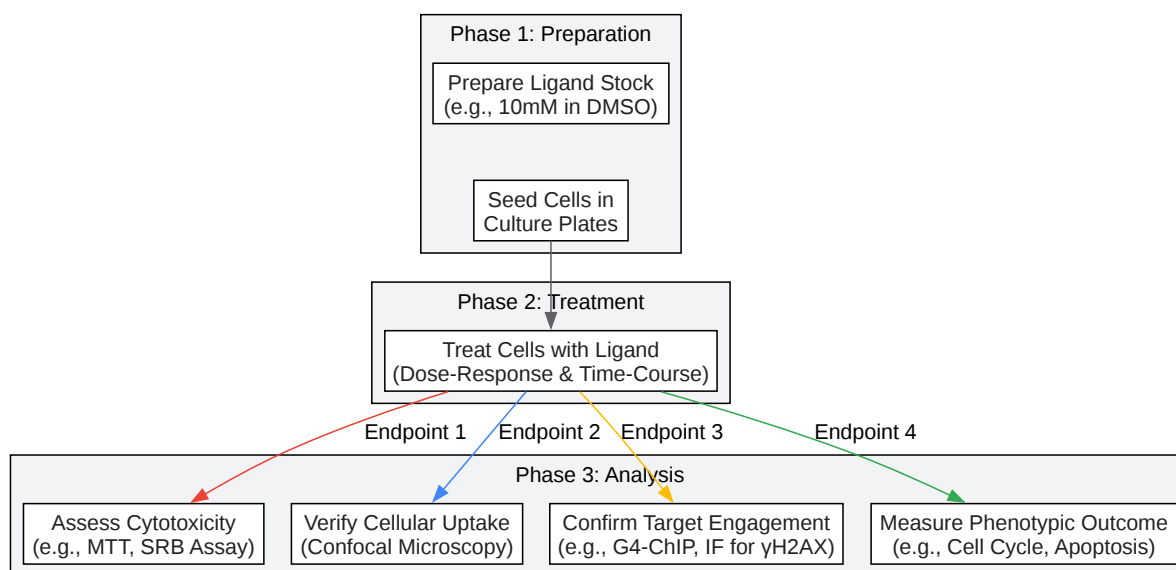 Phase 1: Preparation
Prepare Ligand Stock
(e.g., 10mM in DMSO)
Seed Cells in
Culture Plates
Phase 2: Treatment
Treat Cells with Ligand
(Dose-Response & Time-Course)
Endpoint 1
Endpoint 2
Endpoint 3
Endpoint 4
Phase 3: Analysis
Assess Cytotoxicity
(e.g., MTT, SRB Assay)
Verify Cellular Uptake
(Confocal Microscopy)
Confirm Target Engagement
(e.g., G4-ChIP, IF for γH2AX)
Measure Phenotypic Outcome
(e.g., Cell Cycle, Apoptosis)